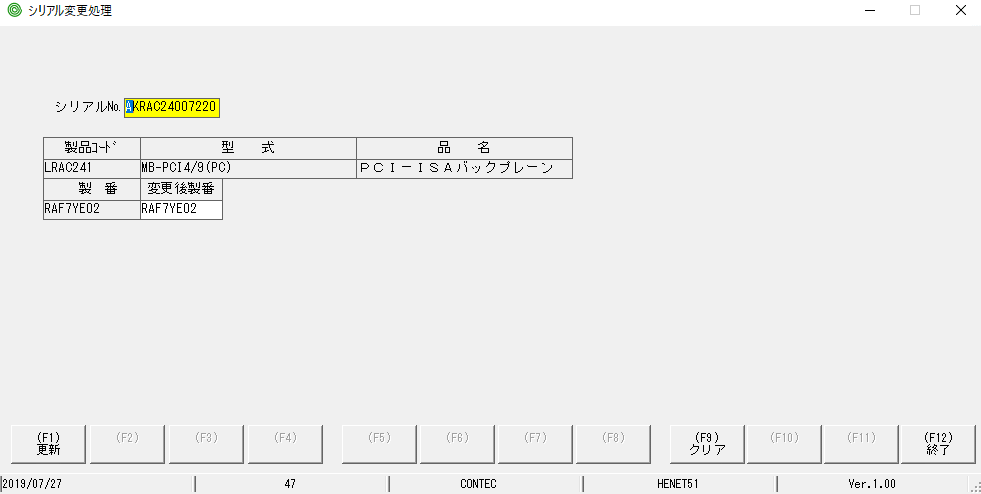 シリアル変更処理
シリアルNo. AKRAC24007220
製品ｺｰﾄﾞ 型　式 品　名
LRAC241 MB-PCI4/9(PC) ＰＣＩ－ＩＳＡバックプレーン
製　番 変更後製番
RAF7YE02 RAF7YE02
(F1) (F2) (F3) (F4) (F5) (F6) (F7) (F8) (F9) (F10) (F11) (F12)
更新 クリア 終了
2019/07/27 47 CONTEC HENET51 Ver.1.00